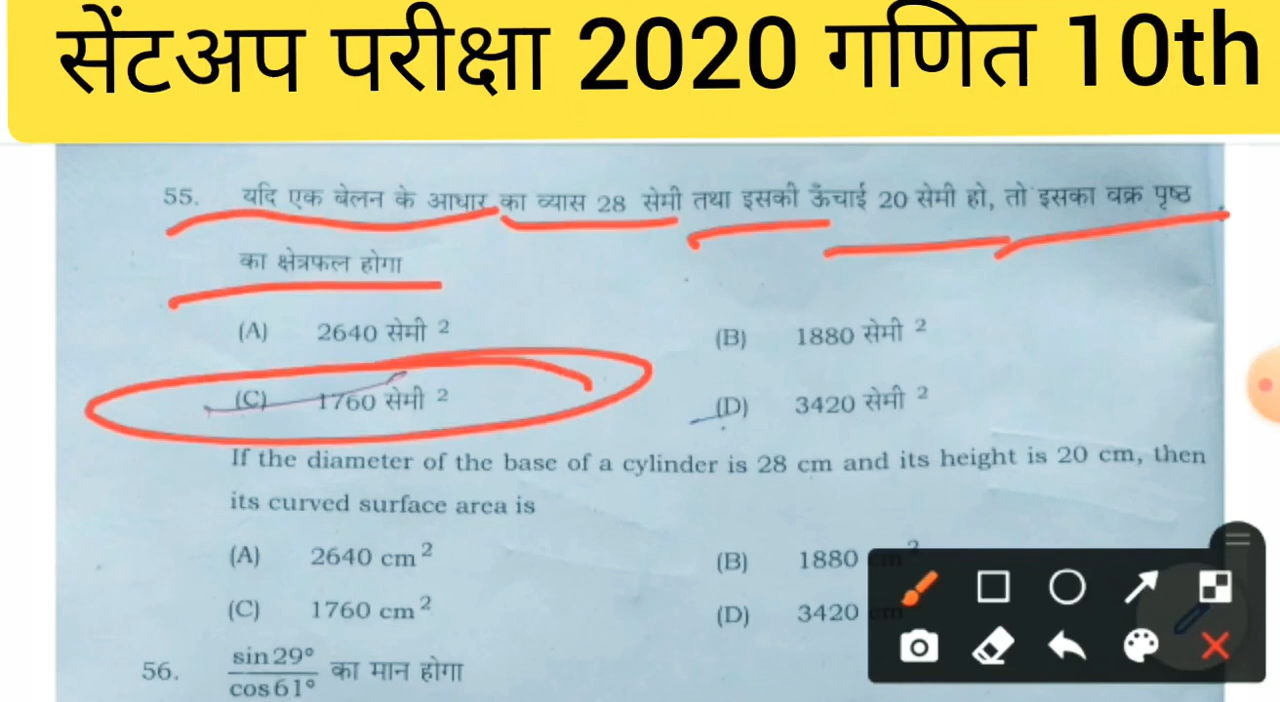 सेंटअप परीक्षा 2020 गणित 10th
55. यदि एक बेलन के आधार का व्यास 28 सेमी तथा इसकी ऊँचाई 20 सेमी हो, तो इसका वक्र पृष्ठ
का क्षेत्रफल होगा
(A) 2640 सेमी ² (B) 1880 सेमी ²
(C) 1760 सेमी ² (D) 3420 सेमी ²
If the diameter of the base of a cylinder is 28 cm and its height is 20 cm, then
its curved surface area is
(A) 2640 cm² (B) 1880 cm²
(C) 1760 cm² (D) 3420 cm
56. sin 29° / cos 61° का मान होगा